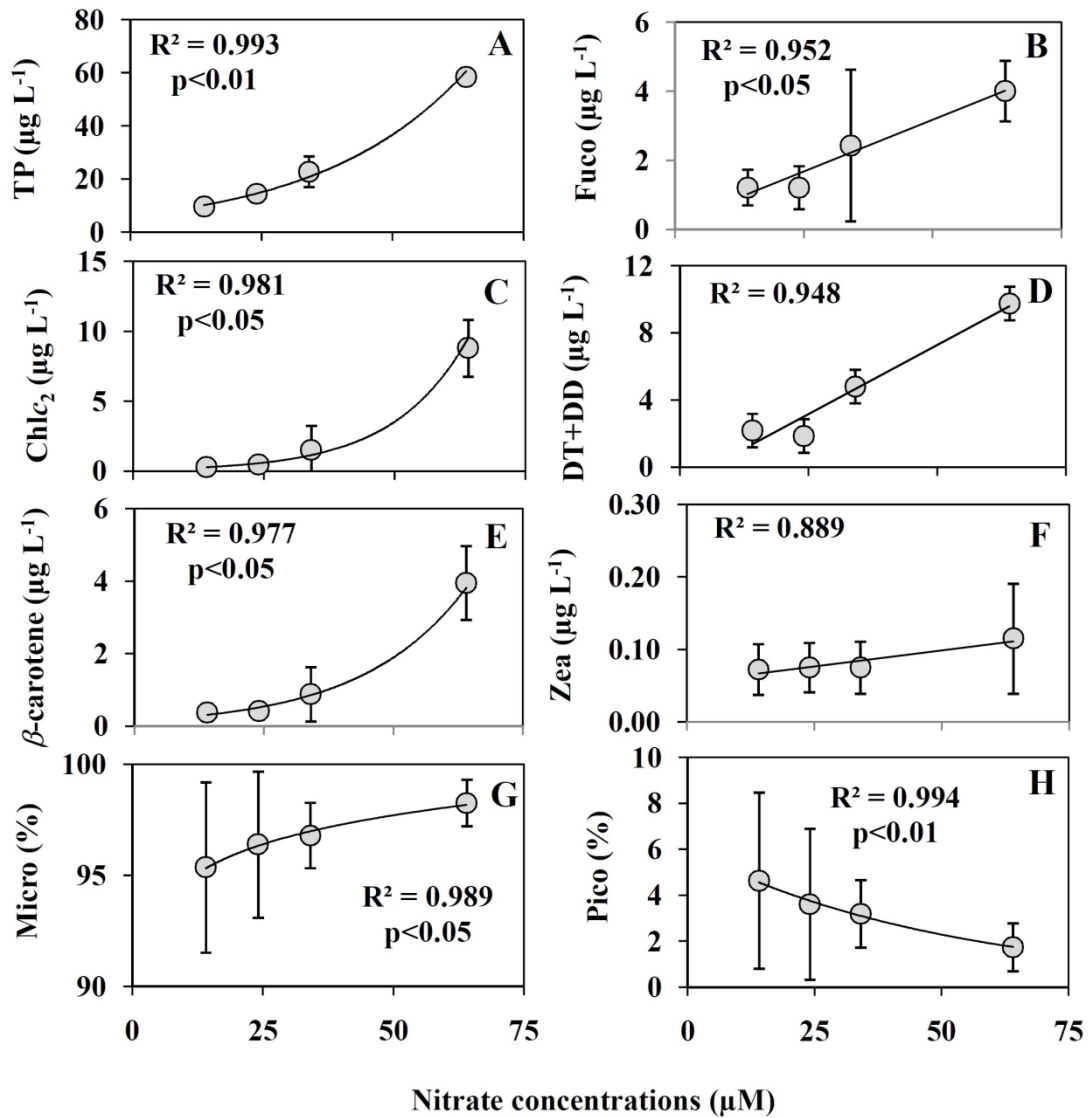 80
60
40
20
0
TP (µg L⁻¹)
R² = 0.993
p<0.01
A
6
4
2
0
Fuco (µg L⁻¹)
R² = 0.952
p<0.05
B
15
10
5
0
Chlc₂ (µg L⁻¹)
R² = 0.981
p<0.05
C
12
8
4
0
DT+DD (µg L⁻¹)
R² = 0.948
D
6
4
2
0
β-carotene (µg L⁻¹)
R² = 0.977
p<0.05
E
0.30
0.20
0.10
0.00
Zea (µg L⁻¹)
R² = 0.889
F
100
95
90
Micro (%)
G
R² = 0.989
p<0.05
0 25 50 75
10
8
6
4
2
0
Pico (%)
H
R² = 0.994
p<0.01
0 25 50 75
Nitrate concentrations (µM)